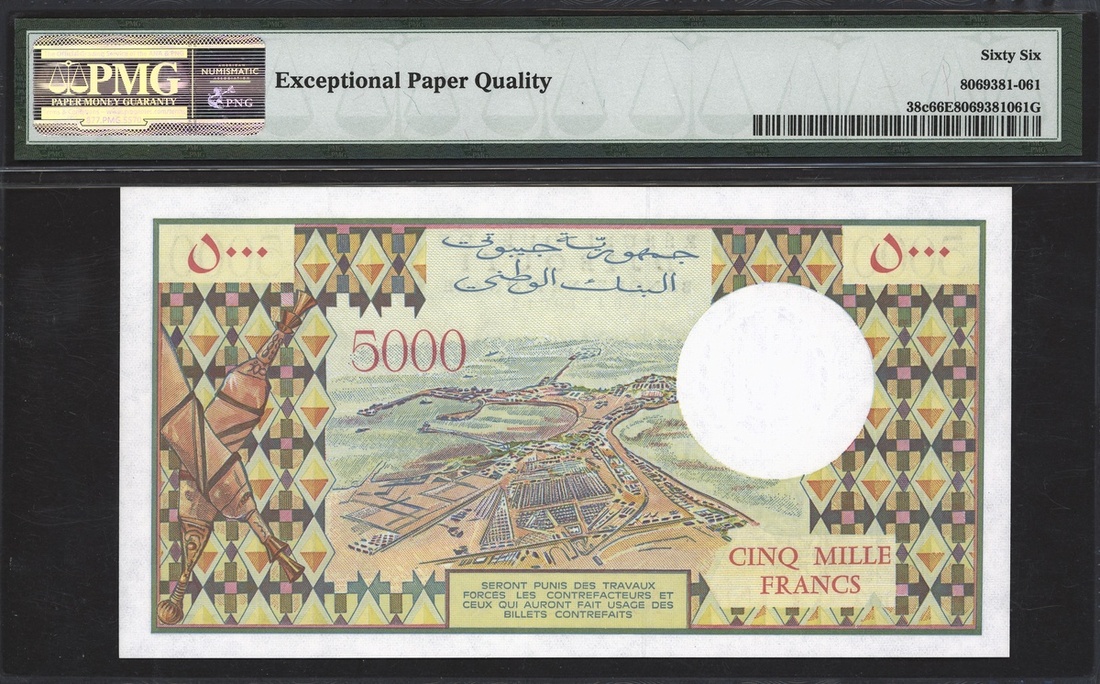 PMG
PAPER MONEY GUARANTY
AMERICAN
NUMISMATIC
ASSOCIATION
PNG
Exceptional Paper Quality
Sixty Six
8069381-061
38c66E8069381061G
٥٠٠٠
جمهورية جيبوتي
البنك الوطني
٥٠٠٠
5000
CINQ MILLE
FRANCS
SERONT PUNIS DES TRAVAUX
FORCES LES CONTREFACTEURS ET
CEUX QUI AURONT FAIT USAGE DES
BILLETS CONTREFAITS